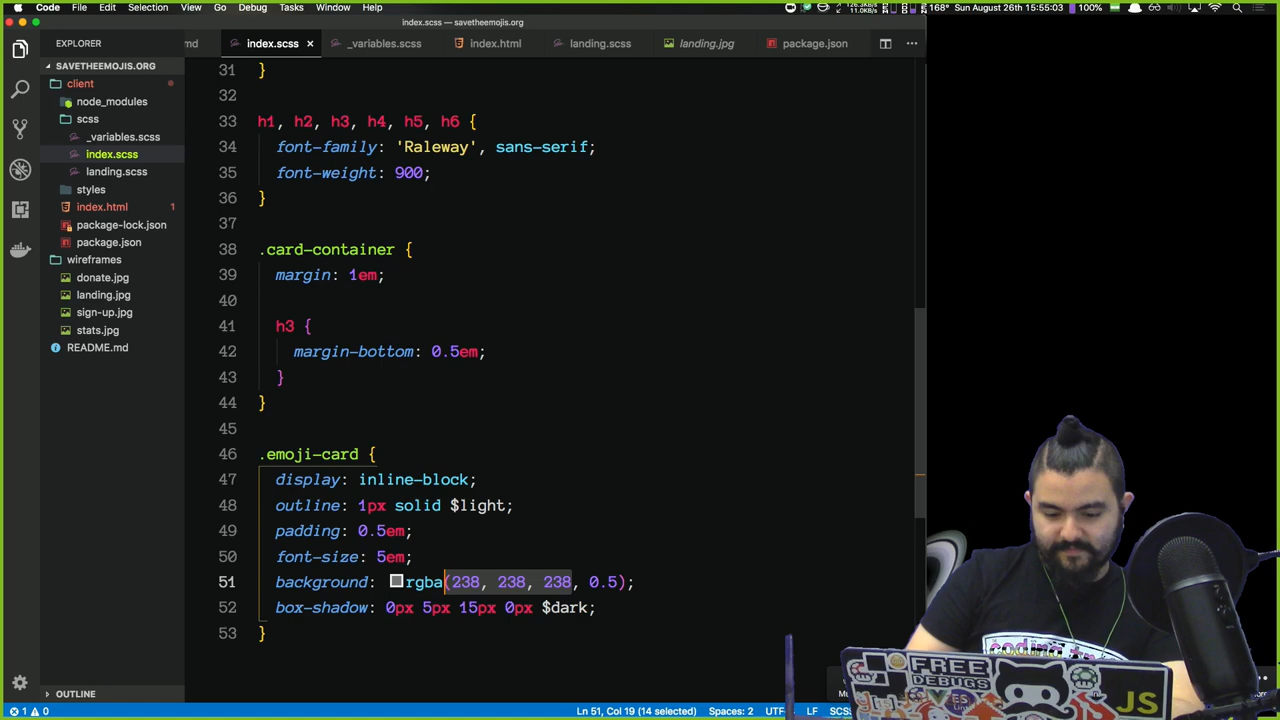 Code File Edit Selection View Go Debug Tasks Window Help
11.0KB/s 168° Sun August 26th 15:55:03 100%
index.scss — savetheemojis.org
EXPLORER
md index.scss × _variables.scss index.html landing.scss landing.jpg package.json
SAVETHEEMOJIS.ORG
client
node_modules
scss
_variables.scss
index.scss
landing.scss
styles
index.html 1
package-lock.json
package.json
wireframes
donate.jpg
landing.jpg
sign-up.jpg
stats.jpg
README.md
OUTLINE
31 }
32
33 h1, h2, h3, h4, h5, h6 {
34 font-family: 'Raleway', sans-serif;
35 font-weight: 900;
36 }
37
38 .card-container {
39 margin: 1em;
40
41 h3 {
42 margin-bottom: 0.5em;
43 }
44 }
45
46 .emoji-card {
47 display: inline-block;
48 outline: 1px solid $light;
49 padding: 0.5em;
50 font-size: 5em;
51 background: rgba(238, 238, 238, 0.5);
52 box-shadow: 0px 5px 15px 0px $dark;
53 }
1 0 Ln 51, Col 19 (14 selected) Spaces: 2 UTF- LF SCSS
coding
FREE
DEBUGS
JS